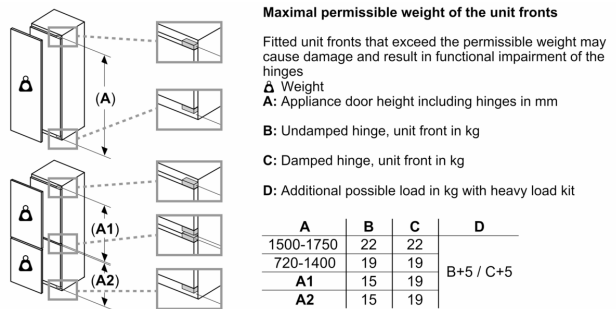 Maximal permissible weight of the unit fronts
Fitted unit fronts that exceed the permissible weight may
cause damage and result in functional impairment of the
hinges
Weight
A: Appliance door height including hinges in mm
B: Undamped hinge, unit front in kg
C: Damped hinge, unit front in kg
D: Additional possible load in kg with heavy load kit
(A)
(A1)
(A2)
A B C D
1500-1750 22 22
720-1400 19 19
B+5 / C+5
A1 15 19
A2 15 19